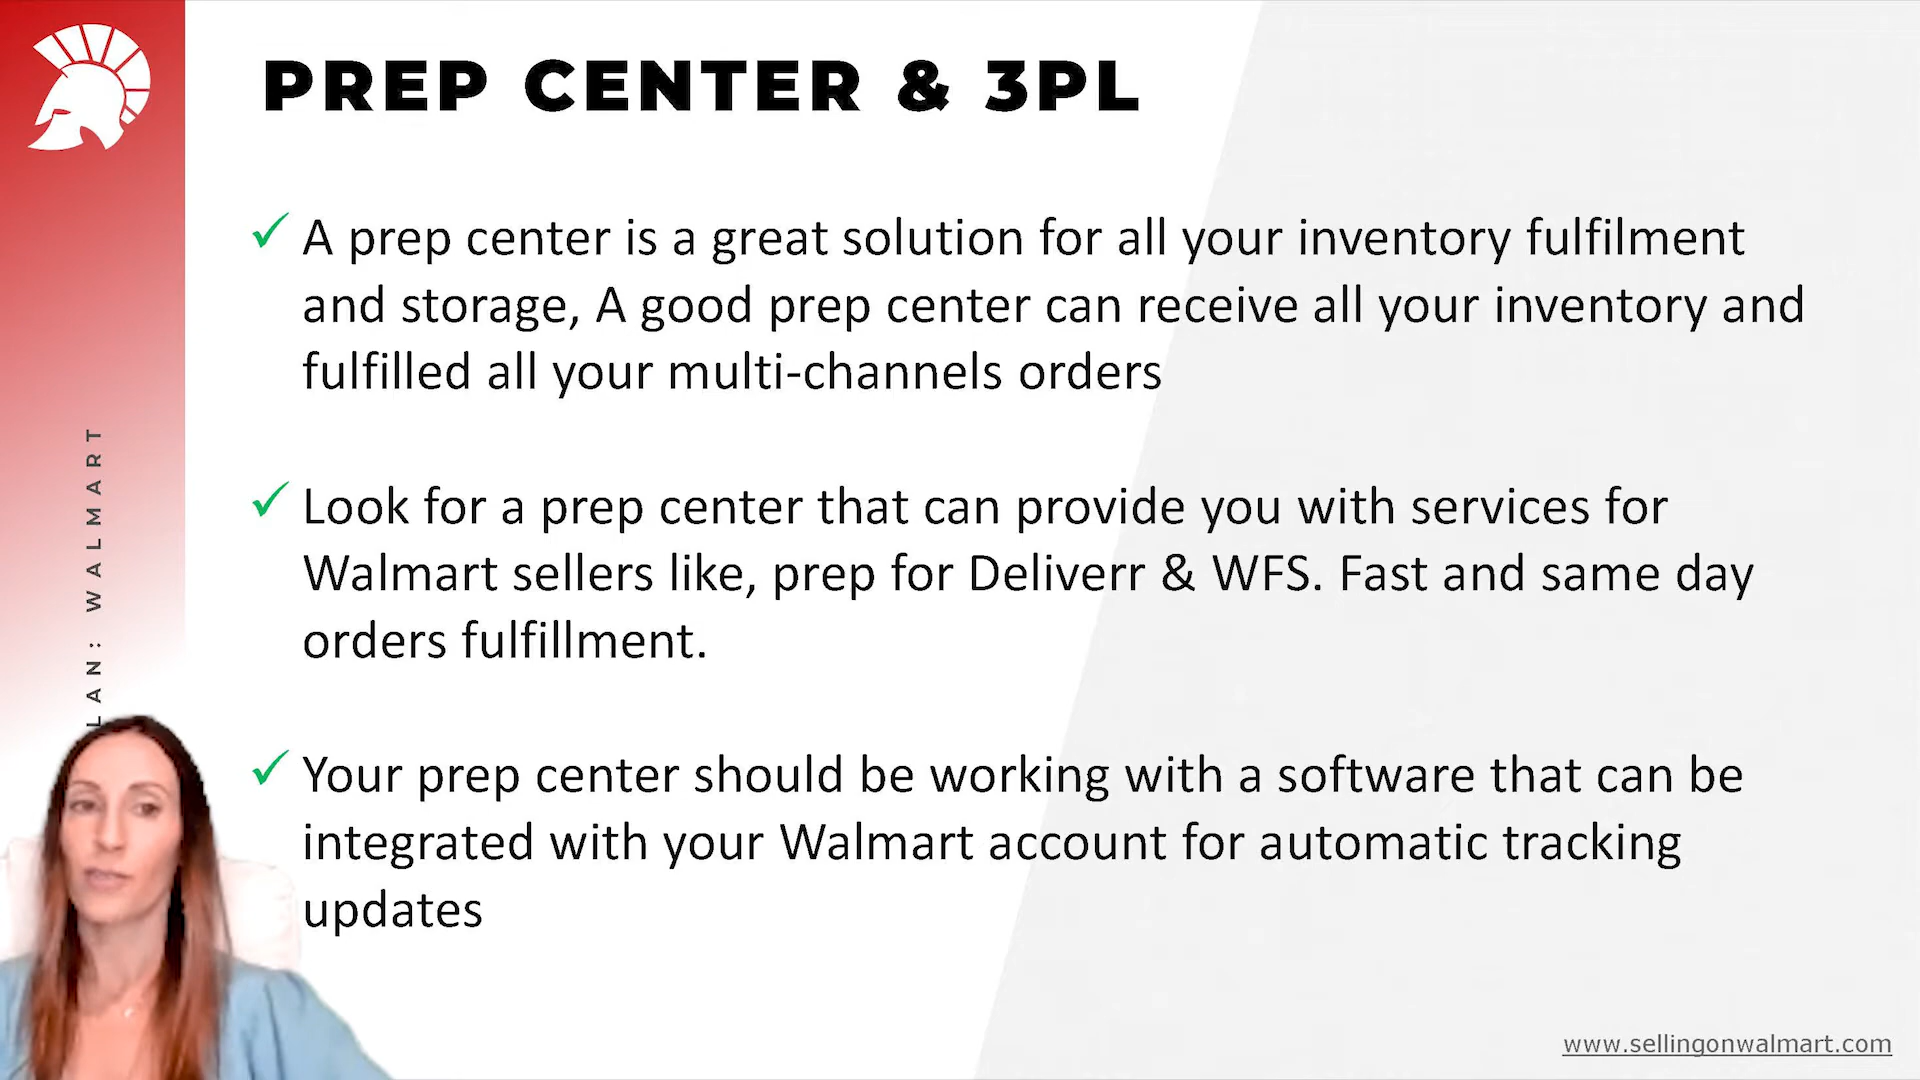 PREP CENTER & 3PL
A prep center is a great solution for all your inventory fulfilment
and storage, A good prep center can receive all your inventory and
fulfilled all your multi-channels orders
Look for a prep center that can provide you with services for
Walmart sellers like, prep for Deliverr & WFS. Fast and same day
orders fulfillment.
Your prep center should be working with a software that can be
integrated with your Walmart account for automatic tracking
updates
LAN: WALMART
www.sellingonwalmart.com